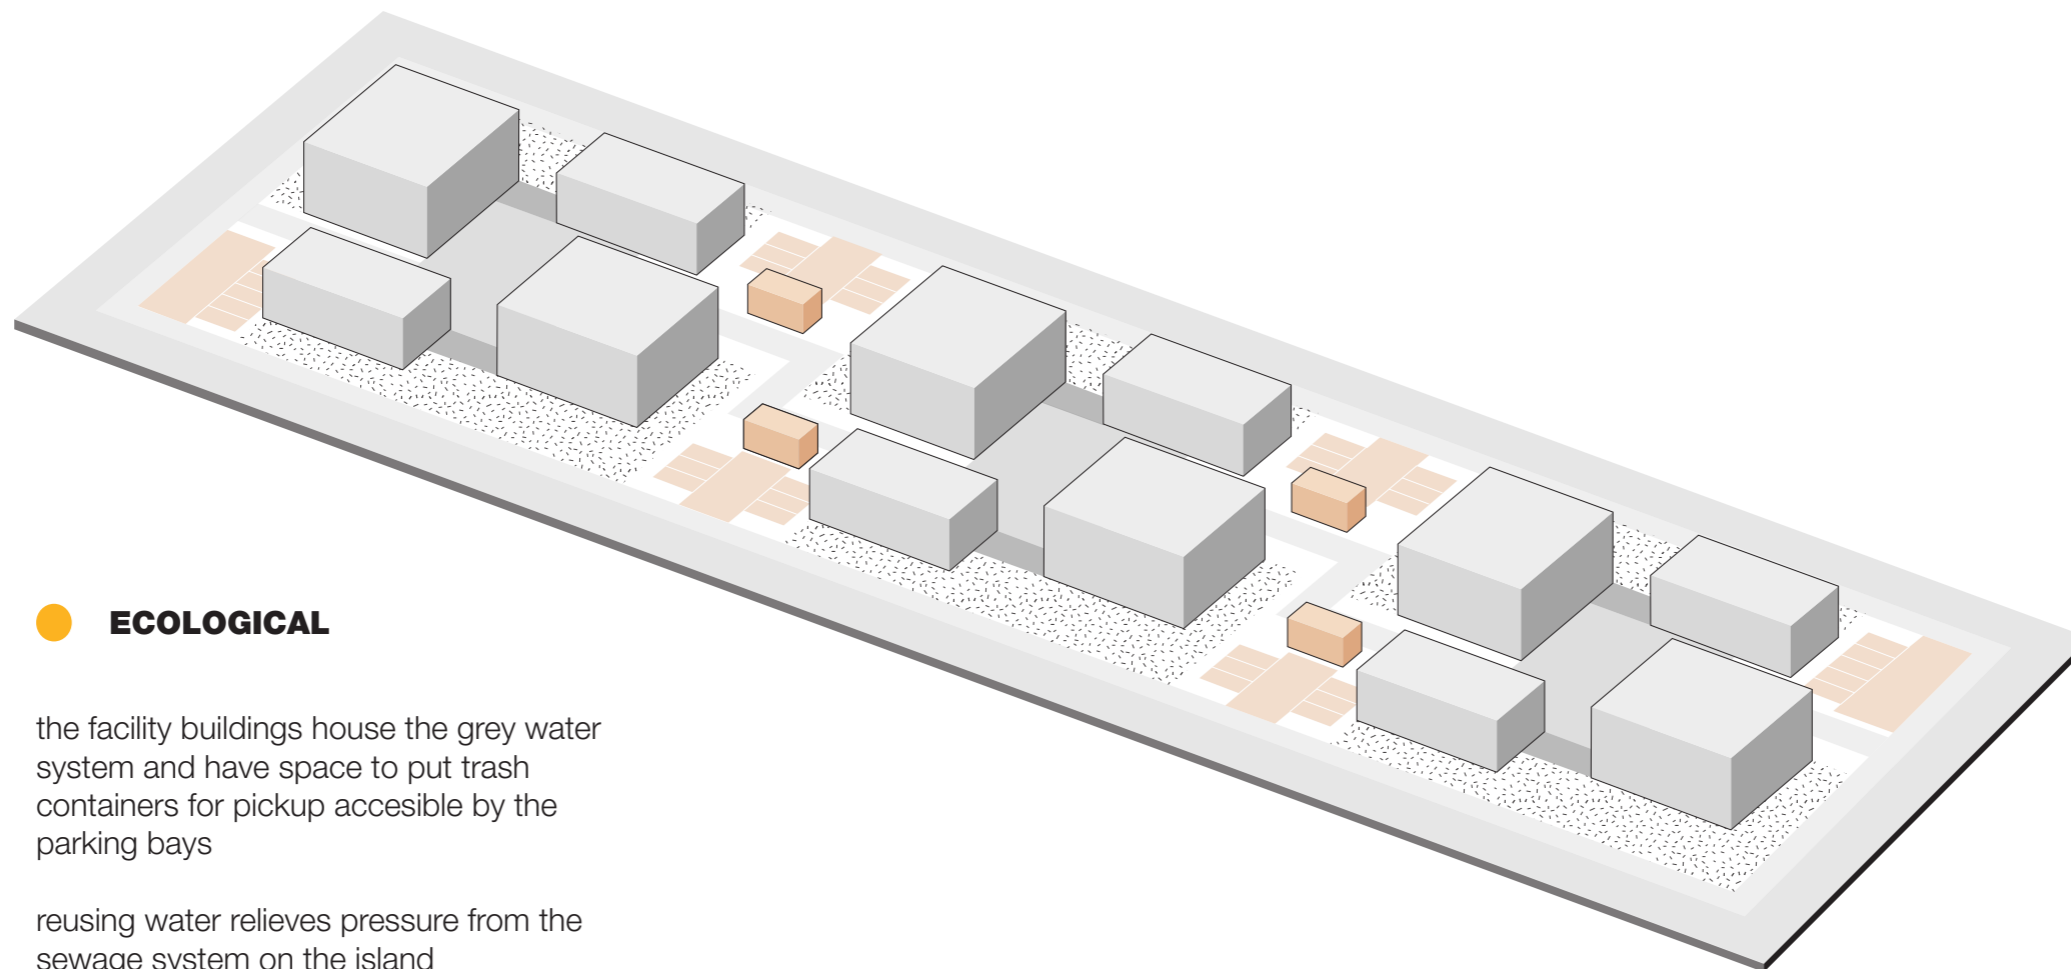 ECOLOGICAL
the facility buildings house the grey water
system and have space to put trash
containers for pickup accesible by the
parking bays
reusing water relieves pressure from the
sewage system on the island